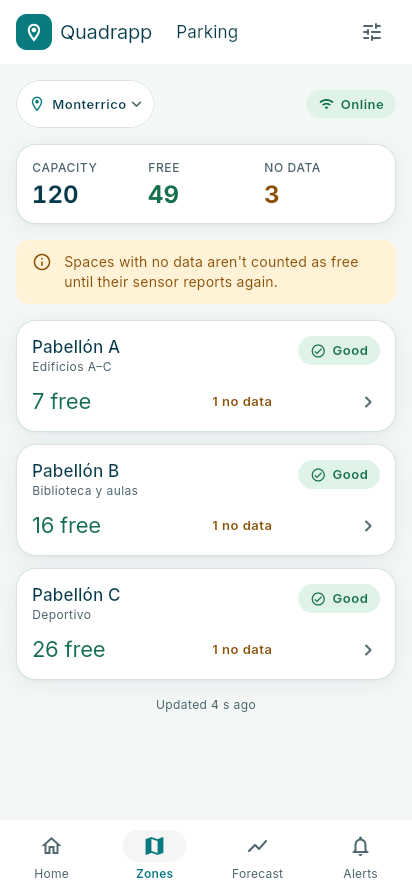 Quadrapp Parking
Monterrico
Online
CAPACITY FREE NO DATA
120 49 3
Spaces with no data aren't counted as free
until their sensor reports again.
Pabellón A
Good
Edificios A–C
7 free 1 no data
Pabellón B
Good
Biblioteca y aulas
16 free 1 no data
Pabellón C
Good
Deportivo
26 free 1 no data
Updated 4 s ago
Home Zones Forecast Alerts